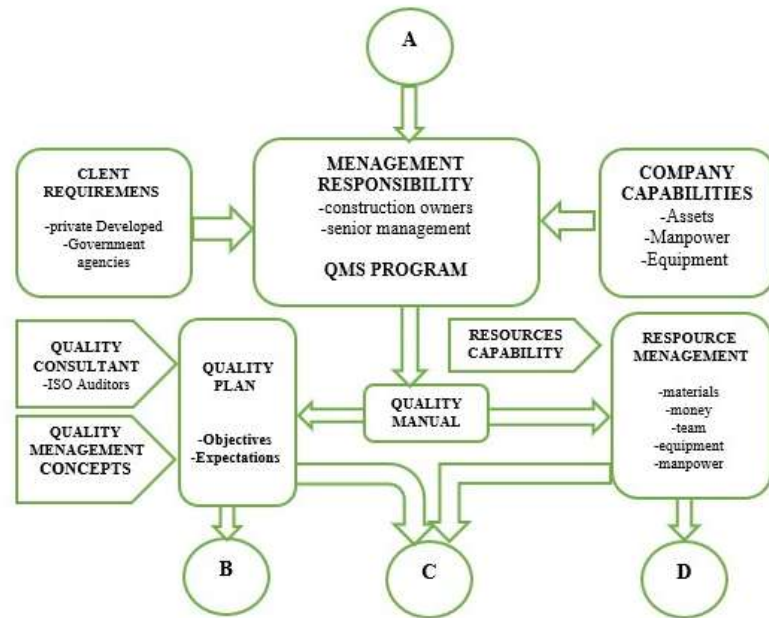 A
CLENT
REQUIREMENS
-private Developed
-Government
agencies
MENAGEMENT
RESPONSIBILITY
-construction owners
-senior management
QMS PROGRAM
COMPANY
CAPABILITIES
-Assets
-Manpower
-Equipment
QUALITY
CONSULTANT
-ISO Auditors
QUALITY
MENAGEMENT
CONCEPTS
QUALITY
PLAN
-Objectives
-Expectations
QUALITY
MANUAL
RESOURCES
CAPABILITY
RESPOURCE
MENAGEMENT
-materials
-money
-team
-equipment
-manpower
B
C
D